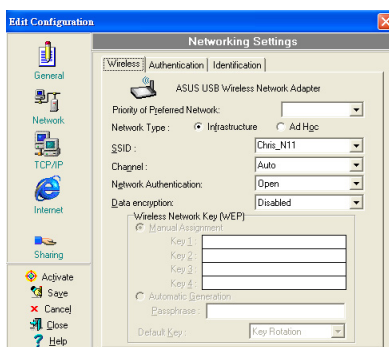 Edit Configuration
Networking Settings
General
Network
TCP/IP
Internet
Sharing
Activate
Save
Cancel
Close
Help
Wireless
Authentication
Identification
ASUS USB Wireless Network Adapter
Priority of Preferred Network:
Network Type : Infrastructure Ad Hoc
SSID : Chris_N11
Channel : Auto
Network Authentication: Open
Data encryption: Disabled
Wireless Network Key (WEP)
Manual Assignment
Key 1 :
Key 2 :
Key 3 :
Key 4 :
Automatic Generation
Passphrase :
Default Key : Key Rotation